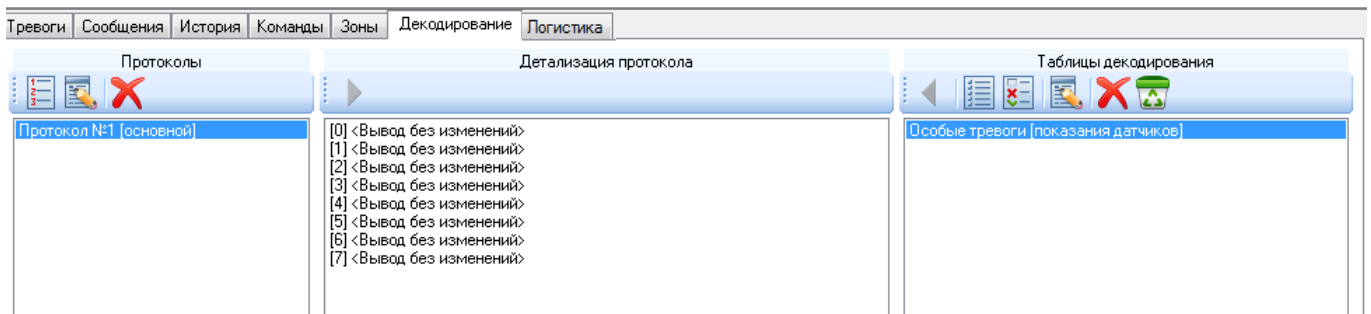 Тревоги Сообщения История Команды Зоны Декодирование Логистика
Протоколы
Детализация протокола
Таблицы декодирования
Протокол №1 [основной]
[0] <Вывод без изменений>
[1] <Вывод без изменений>
[2] <Вывод без изменений>
[3] <Вывод без изменений>
[4] <Вывод без изменений>
[5] <Вывод без изменений>
[6] <Вывод без изменений>
[7] <Вывод без изменений>
Особые тревоги [показания датчиков]